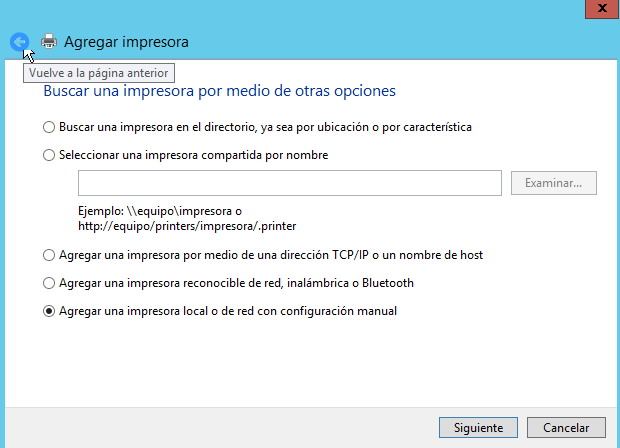 x
Agregar impresora
Vuelve a la página anterior
Buscar una impresora por medio de otras opciones
Buscar una impresora en el directorio, ya sea por ubicación o por característica
Seleccionar una impresora compartida por nombre
Examinar...
Ejemplo: \\equipo\impresora o
http://equipo/printers/impresora/.printer
Agregar una impresora por medio de una dirección TCP/IP o un nombre de host
Agregar una impresora reconocible de red, inalámbrica o Bluetooth
Agregar una impresora local o de red con configuración manual
Siguiente
Cancelar